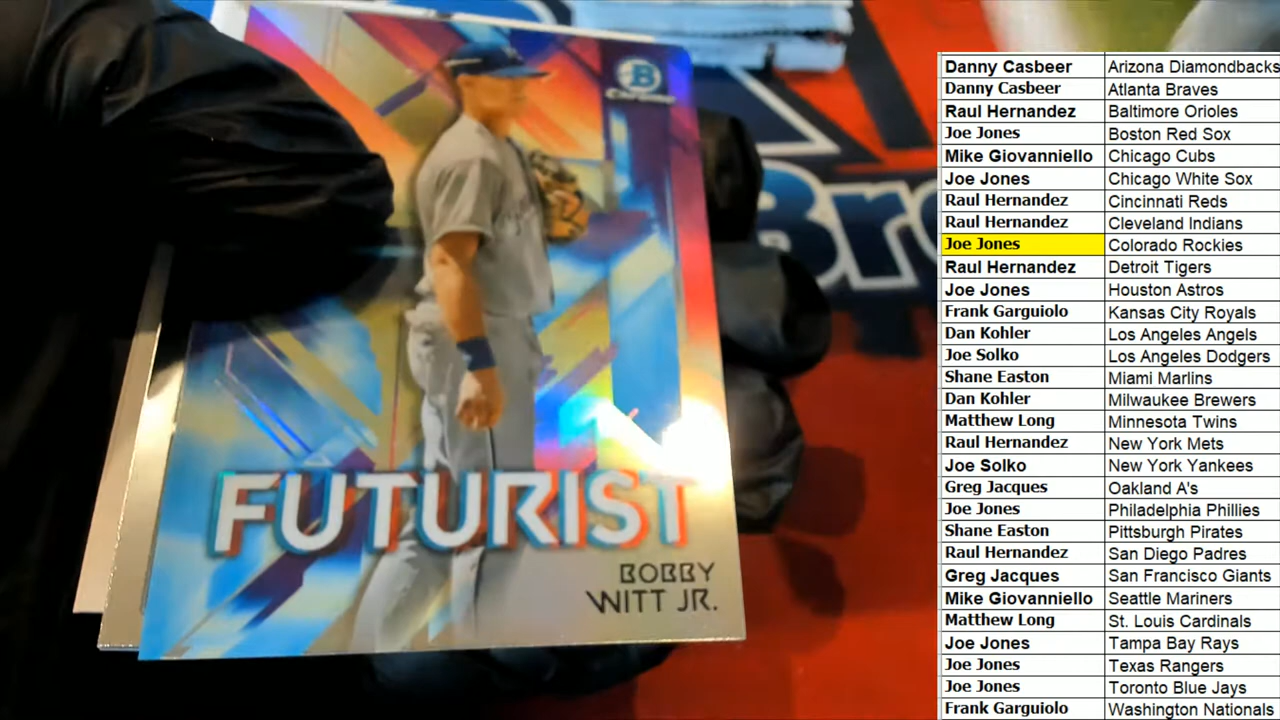 B
Chrome
FUTURIST
BOBBY
WITT JR.
Br
Danny Casbeer Arizona Diamondbacks
Danny Casbeer Atlanta Braves
Raul Hernandez Baltimore Orioles
Joe Jones Boston Red Sox
Mike Giovanniello Chicago Cubs
Joe Jones Chicago White Sox
Raul Hernandez Cincinnati Reds
Raul Hernandez Cleveland Indians
Joe Jones Colorado Rockies
Raul Hernandez Detroit Tigers
Joe Jones Houston Astros
Frank Garguiolo Kansas City Royals
Dan Kohler Los Angeles Angels
Joe Solko Los Angeles Dodgers
Shane Easton Miami Marlins
Dan Kohler Milwaukee Brewers
Matthew Long Minnesota Twins
Raul Hernandez New York Mets
Joe Solko New York Yankees
Greg Jacques Oakland A's
Joe Jones Philadelphia Phillies
Shane Easton Pittsburgh Pirates
Raul Hernandez San Diego Padres
Greg Jacques San Francisco Giants
Mike Giovanniello Seattle Mariners
Matthew Long St. Louis Cardinals
Joe Jones Tampa Bay Rays
Joe Jones Texas Rangers
Joe Jones Toronto Blue Jays
Frank Garguiolo Washington Nationals